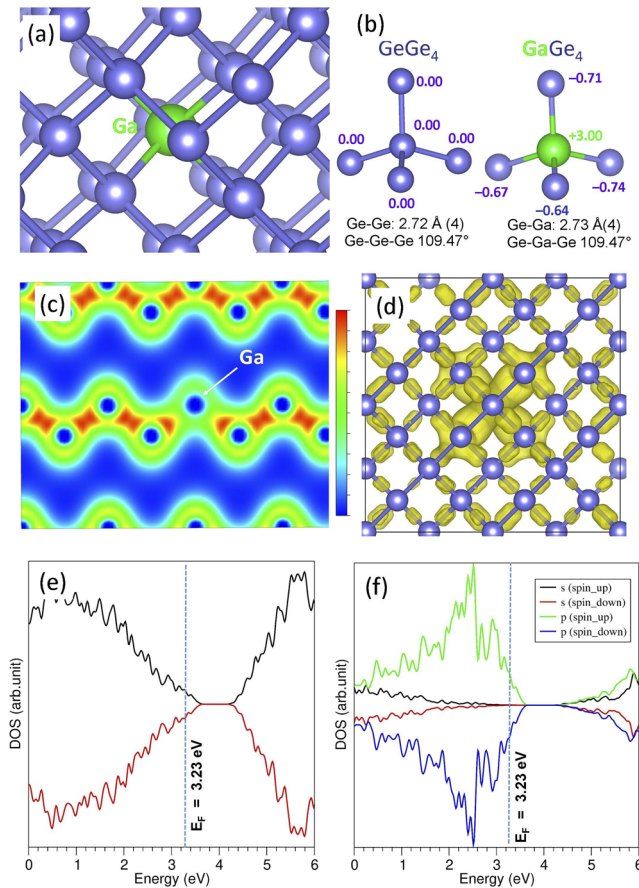 (a)
Ga
(b)
GeGe4
GaGe4
0.00
−0.71
0.00
0.00
0.00
+3.00
0.00
−0.67
−0.74
−0.64
Ge-Ge: 2.72 Å (4)
Ge-Ge-Ge 109.47°
Ge-Ga: 2.73 Å(4)
Ge-Ga-Ge 109.47°
(c)
Ga
(d)
(e)
DOS (arb.unit)
E_F = 3.23 eV
0 1 2 3 4 5 6
Energy (eV)
(f)
s (spin_up)
s (spin_down)
p (spin_up)
p (spin_down)
DOS (arb.unit)
E_F = 3.23 eV
0 1 2 3 4 5 6
Energy (eV)